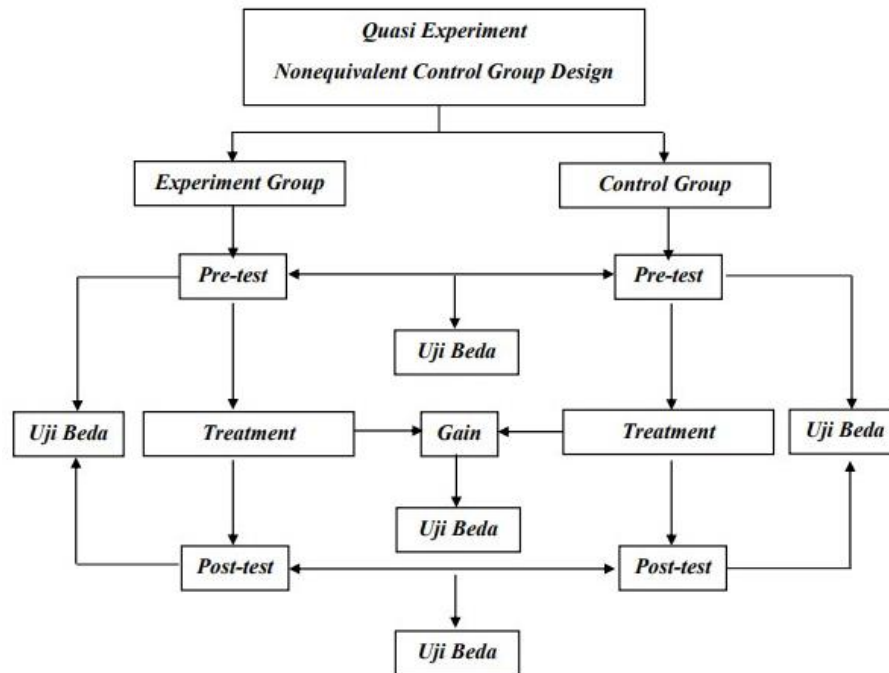 Quasi Experiment
Nonequivalent Control Group Design
Experiment Group
Control Group
Pre-test
Pre-test
Uji Beda
Uji Beda
Treatment
Gain
Treatment
Uji Beda
Uji Beda
Post-test
Post-test
Uji Beda